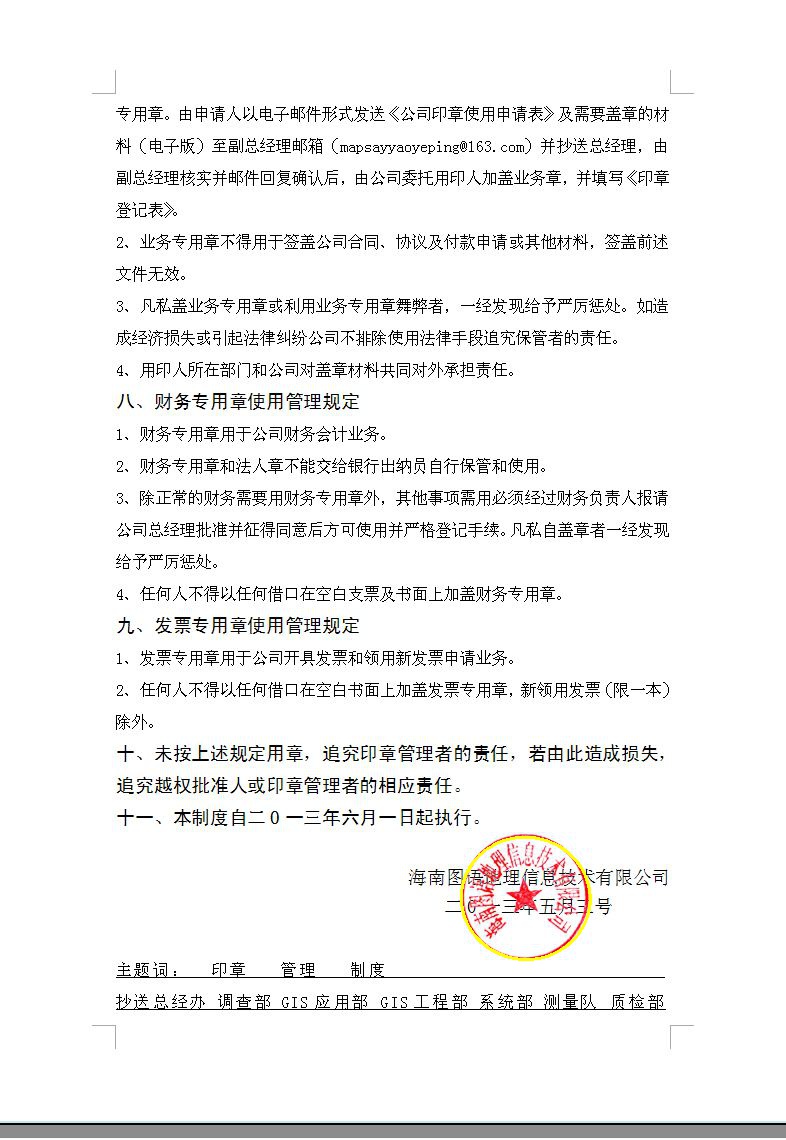 专用章。由申请人以电子邮件形式发送《公司印章使用申请表》及需要盖章的材
料（电子版）至副总经理邮箱（mapsayyaoyeping@163.com）并抄送总经理，由
副总经理核实并邮件回复确认后，由公司委托用印人加盖业务章，并填写《印章
登记表》。
2、业务专用章不得用于签盖公司合同、协议及付款申请或其他材料，签盖前述
文件无效。
3、凡私盖业务专用章或利用业务专用章舞弊者，一经发现给予严厉惩处。如造
成经济损失或引起法律纠纷公司不排除使用法律手段追究保管者的责任。
4、用印人所在部门和公司对盖章材料共同对外承担责任。
八、财务专用章使用管理规定
1、财务专用章用于公司财务会计业务。
2、财务专用章和法人章不能交给银行出纳员自行保管和使用。
3、除正常的财务需要用财务专用章外，其他事项需用必须经过财务负责人报请
公司总经理批准并征得同意后方可使用并严格登记手续。凡私自盖章者一经发现
给予严厉惩处。
4、任何人不得以任何借口在空白支票及书面上加盖财务专用章。
九、发票专用章使用管理规定
1、发票专用章用于公司开具发票和领用新发票申请业务。
2、任何人不得以任何借口在空白书面上加盖发票专用章，新领用发票（限一本）
除外。
十、未按上述规定用章，追究印章管理者的责任，若由此造成损失，
追究越权批准人或印章管理者的相应责任。
十一、本制度自二0一三年六月一日起执行。
海南图语地理信息技术有限公司
二0一三年五月三号
海南图语地理信息技术有限公司
主题词： 印章 管理 制度
抄送总经办 调查部 GIS应用部 GIS工程部 系统部 测量队 质检部